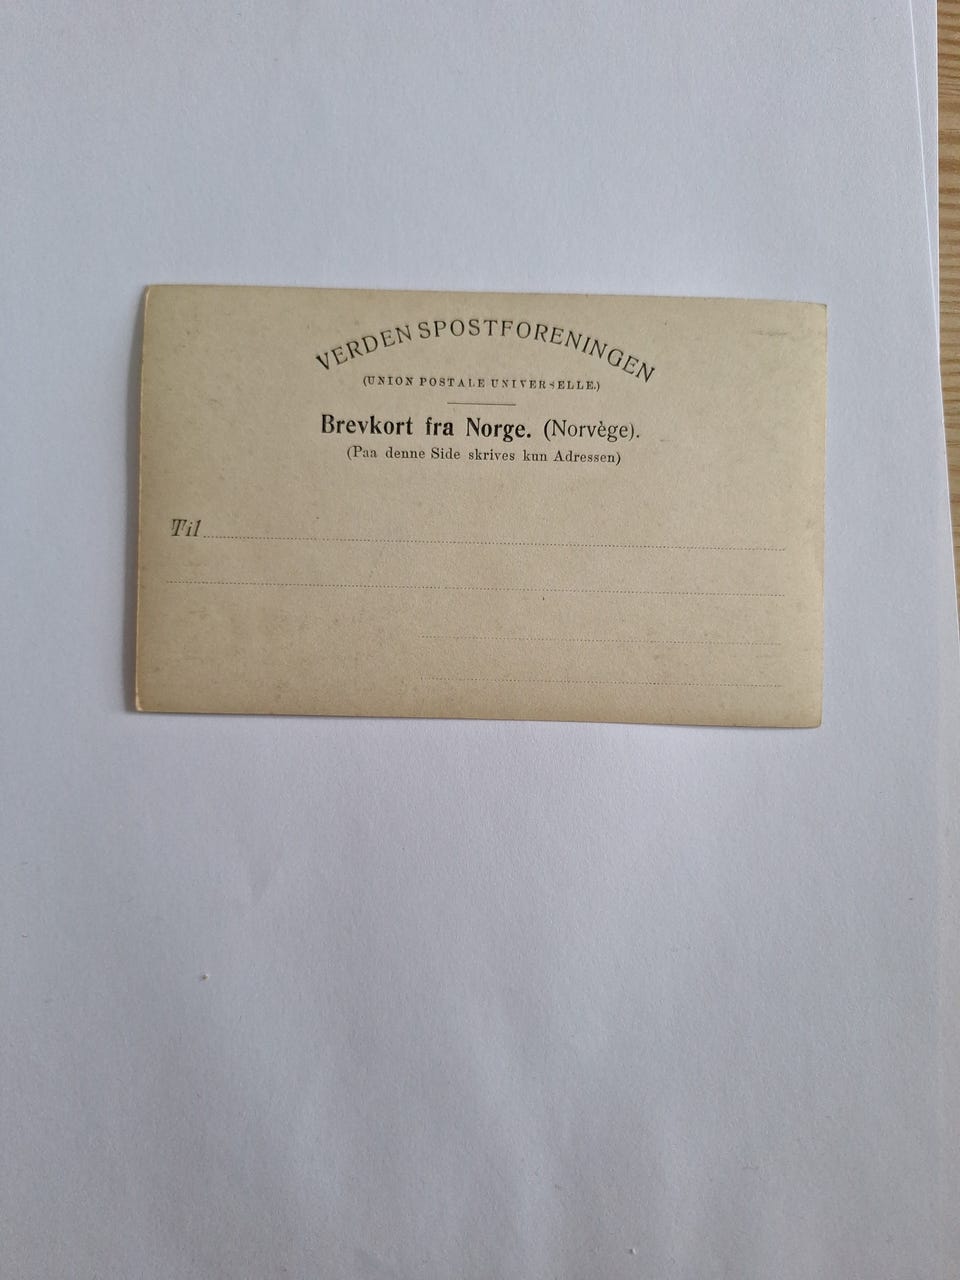 VERDENSPOSTFORENINGEN
(UNION POSTALE UNIVERSELLE.)
Brevkort fra Norge. (Norvège).
(Paa denne Side skrives kun Adressen)
Til